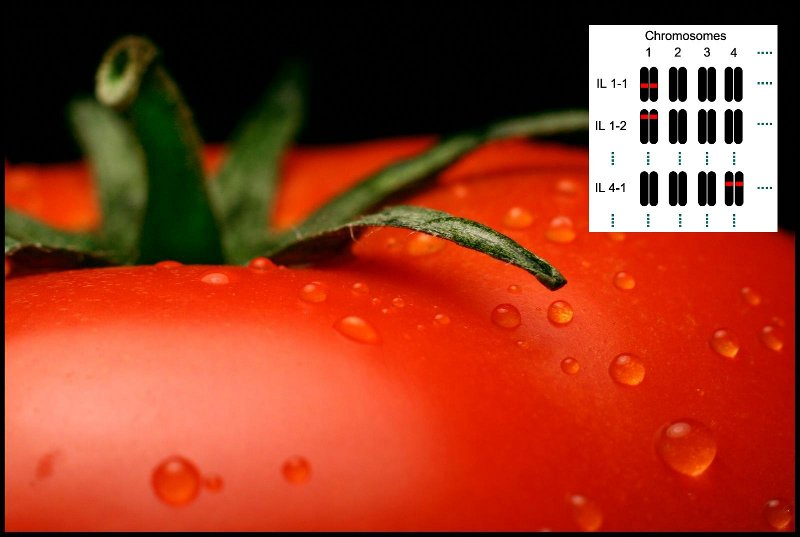 Chromosomes
1 2 3 4 ....
IL 1-1 ....
IL 1-2 ....
IL 4-1 ....